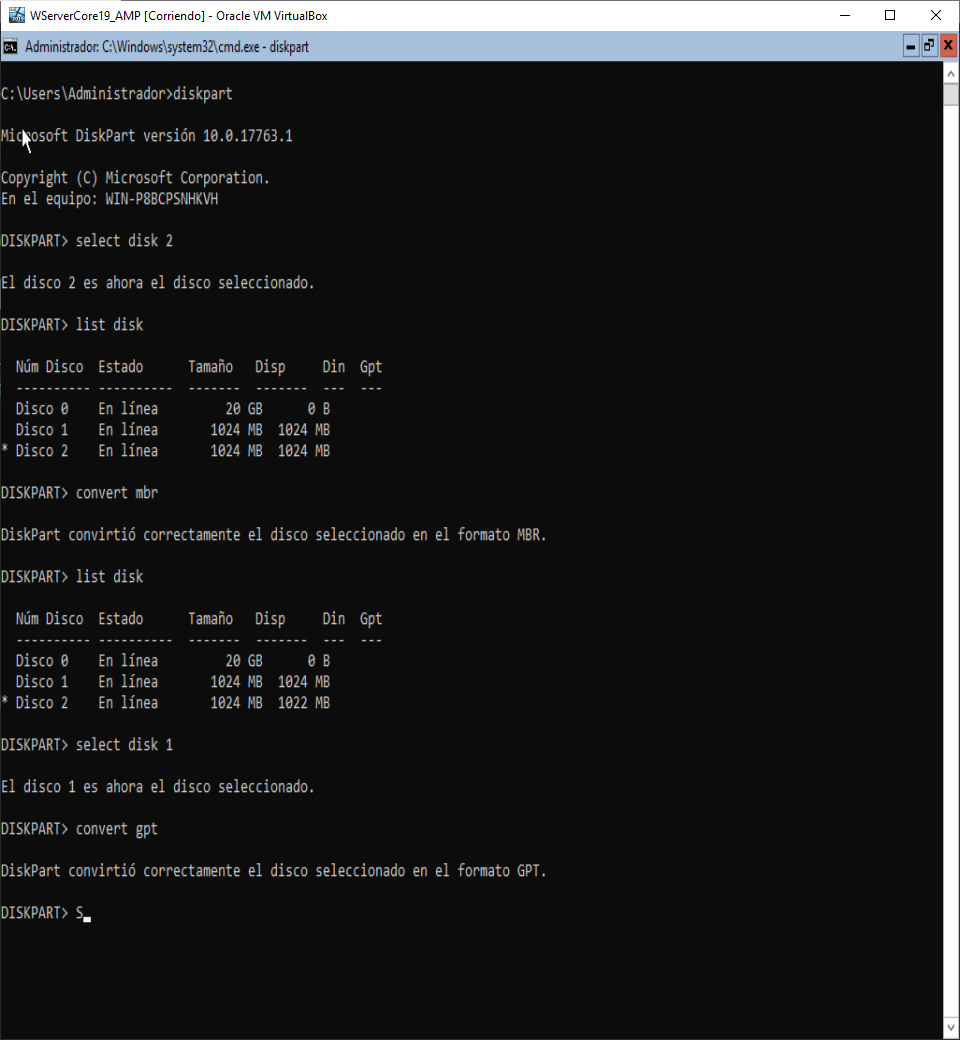 WServerCore19_AMP [Corriendo] - Oracle VM VirtualBox
Administrador: C:\Windows\system32\cmd.exe - diskpart
C:\Users\Administrador>diskpart
Microsoft DiskPart versión 10.0.17763.1
Copyright (C) Microsoft Corporation.
En el equipo: WIN-P8BCPSNHKVH
DISKPART> select disk 2
El disco 2 es ahora el disco seleccionado.
DISKPART> list disk
  Núm Disco  Estado      Tamaño   Disp     Din  Gpt
  ---------- ----------  -------  -------  ---  ---
  Disco 0    En línea         20 GB      0 B
  Disco 1    En línea       1024 MB  1024 MB
* Disco 2    En línea       1024 MB  1024 MB
DISKPART> convert mbr
DiskPart convirtió correctamente el disco seleccionado en el formato MBR.
DISKPART> list disk
  Núm Disco  Estado      Tamaño   Disp     Din  Gpt
  ---------- ----------  -------  -------  ---  ---
  Disco 0    En línea         20 GB      0 B
  Disco 1    En línea       1024 MB  1024 MB
* Disco 2    En línea       1024 MB  1022 MB
DISKPART> select disk 1
El disco 1 es ahora el disco seleccionado.
DISKPART> convert gpt
DiskPart convirtió correctamente el disco seleccionado en el formato GPT.
DISKPART> S